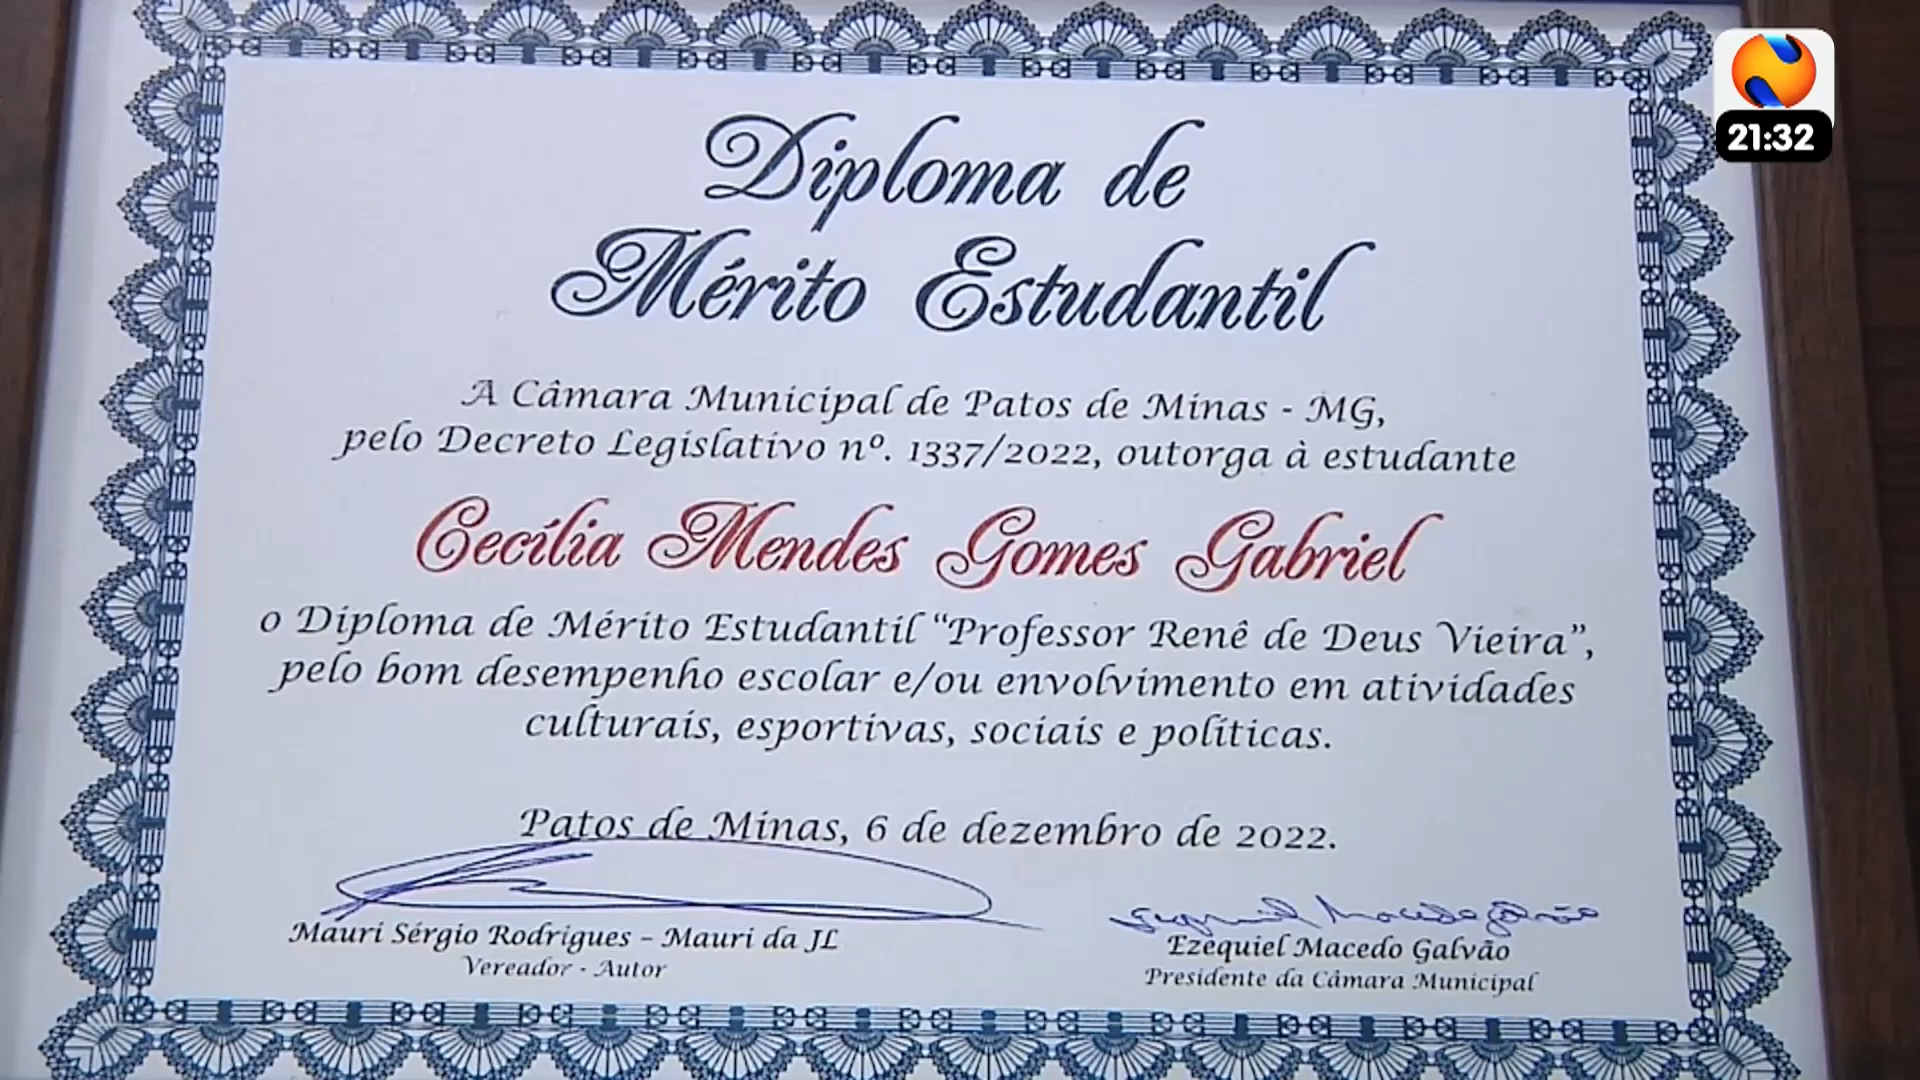 21:32
Diploma de
Mérito Estudantil
A Câmara Municipal de Patos de Minas - MG,
pelo Decreto Legislativo nº. 1337/2022, outorga à estudante
Cecília Mendes Gomes Gabriel
o Diploma de Mérito Estudantil “Professor Renê de Deus Vieira”,
pelo bom desempenho escolar e/ou envolvimento em atividades
culturais, esportivas, sociais e políticas.
Patos de Minas, 6 de dezembro de 2022.
Ezequiel Macedo Galvão
Mauri Sérgio Rodrigues – Mauri da JL
Vereador - Autor
Ezequiel Macedo Galvão
Presidente da Câmara Municipal